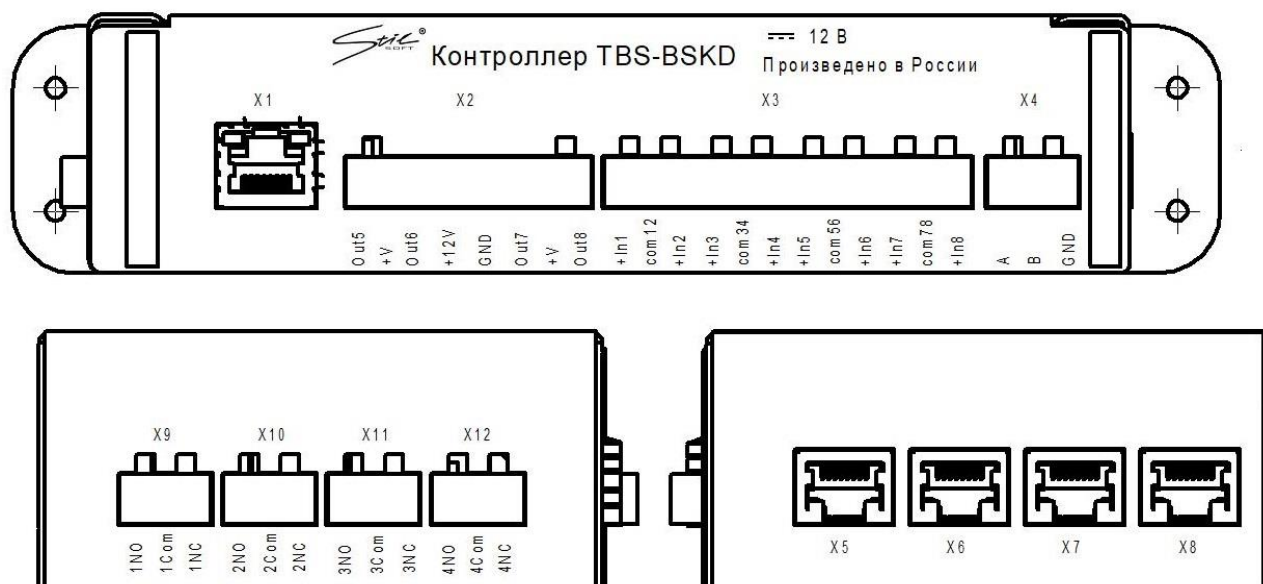 Stil®
SOFT
Контроллер TBS-BSKD
12 В
Произведено в России
X1 X2 X3 X4
Out5 +V Out6 +12V GND Out7 +V Out8 +In1 com12 +In2 +In3 com34 +In4 +In5 com56 +In6 +In7 com78 +In8 A B GND
X9 X10 X11 X12
1NO 1Com 1NC 2NO 2Com 2NC 3NO 3Com 3NC 4NO 4Com 4NC
X5 X6 X7 X8